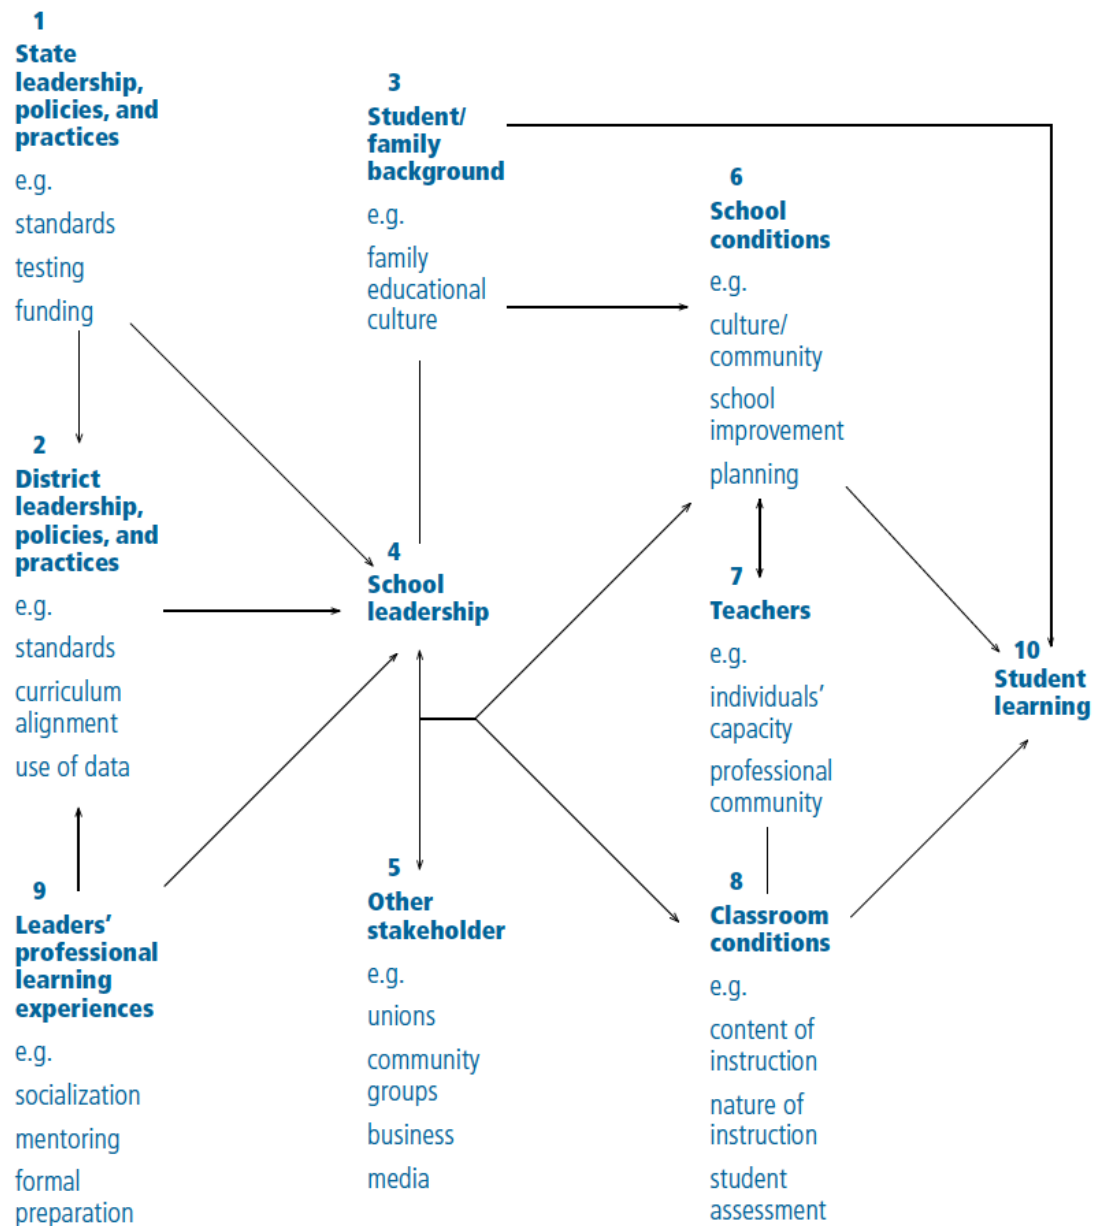 1
State
leadership,
policies, and
practices
e.g.
standards
testing
funding
2
District
leadership,
policies, and
practices
e.g.
standards
curriculum
alignment
use of data
9
Leaders’
professional
learning
experiences
e.g.
socialization
mentoring
formal
preparation
3
Student/
family
background
e.g.
family
educational
culture
4
School
leadership
5
Other
stakeholder
e.g.
unions
community
groups
business
media
6
School
conditions
e.g.
culture/
community
school
improvement
planning
7
Teachers
e.g.
individuals’
capacity
professional
community
8
Classroom
conditions
e.g.
content of
instruction
nature of
instruction
student
assessment
10
Student
learning